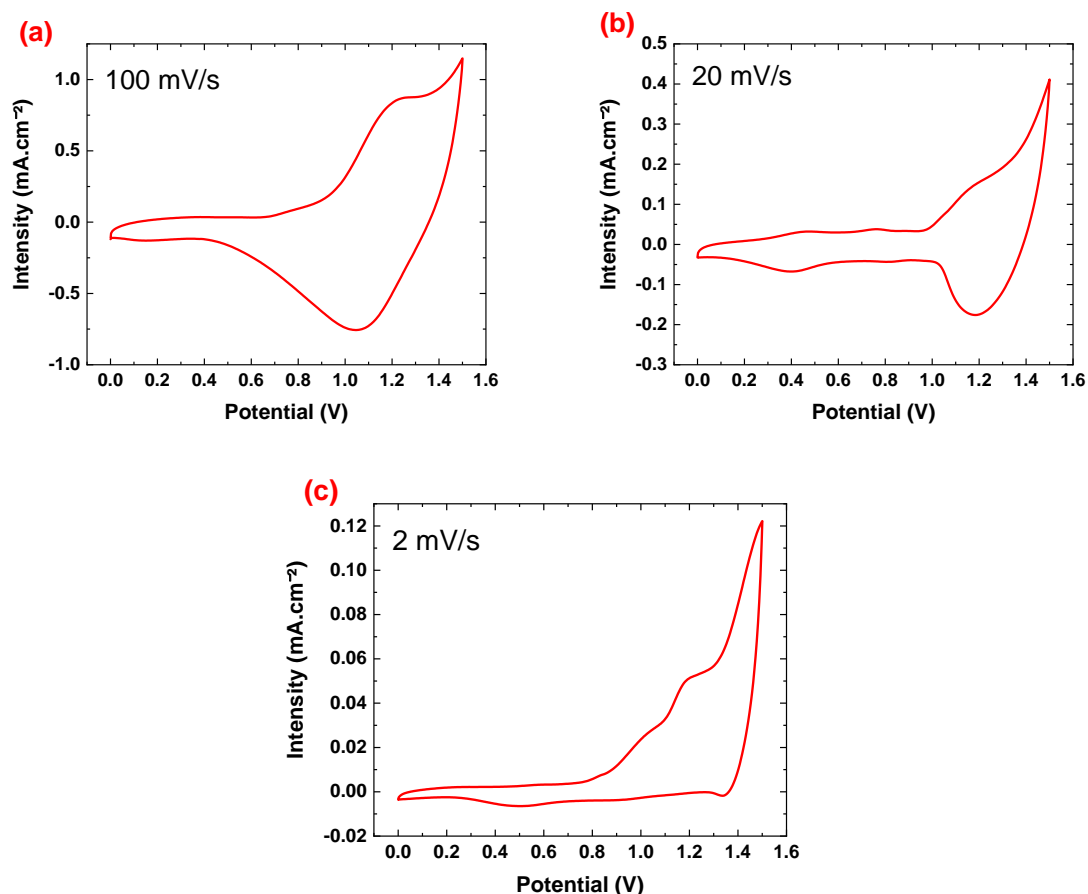 (a)
100 mV/s
Intensity (mA.cm⁻²)
1.0
0.5
0.0
-0.5
-1.0
0.0 0.2 0.4 0.6 0.8 1.0 1.2 1.4 1.6
Potential (V)
(b)
20 mV/s
Intensity (mA.cm⁻²)
0.5
0.4
0.3
0.2
0.1
0.0
-0.1
-0.2
-0.3
0.0 0.2 0.4 0.6 0.8 1.0 1.2 1.4 1.6
Potential (V)
(c)
2 mV/s
Intensity (mA.cm⁻²)
0.12
0.10
0.08
0.06
0.04
0.02
0.00
-0.02
0.0 0.2 0.4 0.6 0.8 1.0 1.2 1.4 1.6
Potential (V)